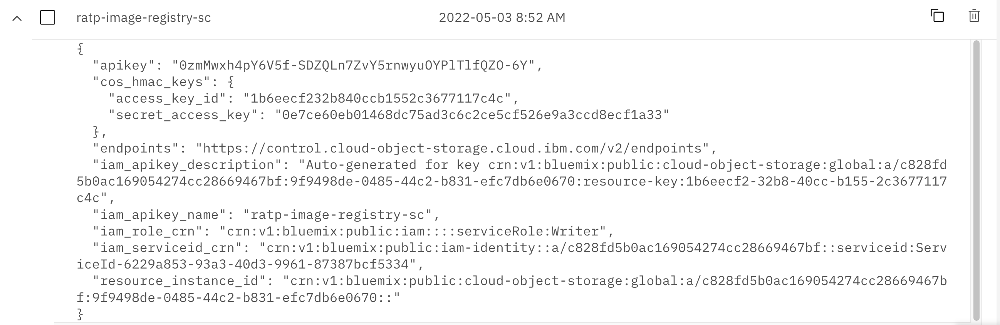 ratp-image-registry-sc 2022-05-03 8:52 AM
{
"apikey": "0zmMwxh4pY6V5f-SDZQLn7ZvY5rnwyuOYPlTlfQZO-6Y",
"cos_hmac_keys": {
"access_key_id": "1b6eecf232b840ccb1552c3677117c4c",
"secret_access_key": "0e7ce60eb01468dc75ad3c6c2ce5cf526e9a3ccd8ecf1a33"
},
"endpoints": "https://control.cloud-object-storage.cloud.ibm.com/v2/endpoints",
"iam_apikey_description": "Auto-generated for key crn:v1:bluemix:public:cloud-object-storage:global:a/c828fd
5b0ac169054274cc28669467bf:9f9498de-0485-44c2-b831-efc7db6e0670:resource-key:1b6eecf2-32b8-40cc-b155-2c3677117
c4c",
"iam_apikey_name": "ratp-image-registry-sc",
"iam_role_crn": "crn:v1:bluemix:public:iam::::serviceRole:Writer",
"iam_serviceid_crn": "crn:v1:bluemix:public:iam-identity::a/c828fd5b0ac169054274cc28669467bf::serviceid:Serv
iceId-6229a853-93a3-40d3-9961-87387bcf5334",
"resource_instance_id": "crn:v1:bluemix:public:cloud-object-storage:global:a/c828fd5b0ac169054274cc28669467b
f:9f9498de-0485-44c2-b831-efc7db6e0670::"
}